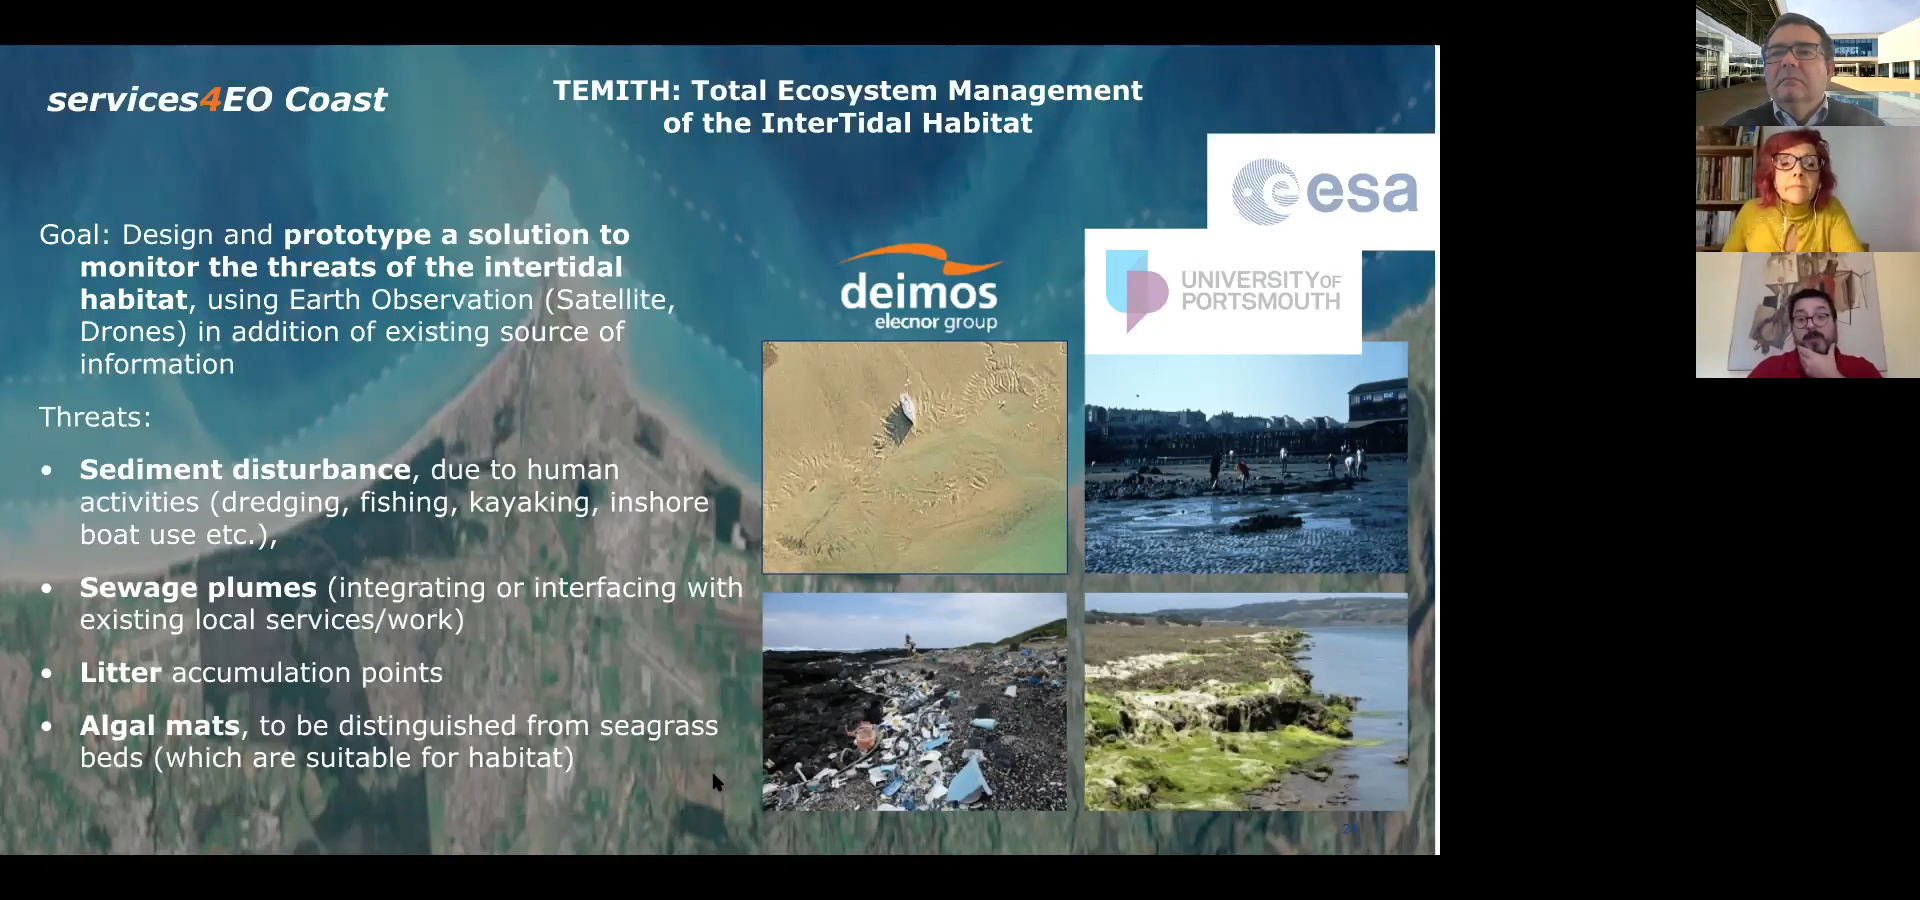 services4EO Coast
TEMITH: Total Ecosystem Management
of the InterTidal Habitat
esa
UNIVERSITY OF
PORTSMOUTH
deimos
elecnor group
Goal: Design and prototype a solution to
monitor the threats of the intertidal
habitat, using Earth Observation (Satellite,
Drones) in addition of existing source of
information
Threats:
• Sediment disturbance, due to human
activities (dredging, fishing, kayaking, inshore
boat use etc.),
• Sewage plumes (integrating or interfacing with
existing local services/work)
• Litter accumulation points
• Algal mats, to be distinguished from seagrass
beds (which are suitable for habitat)